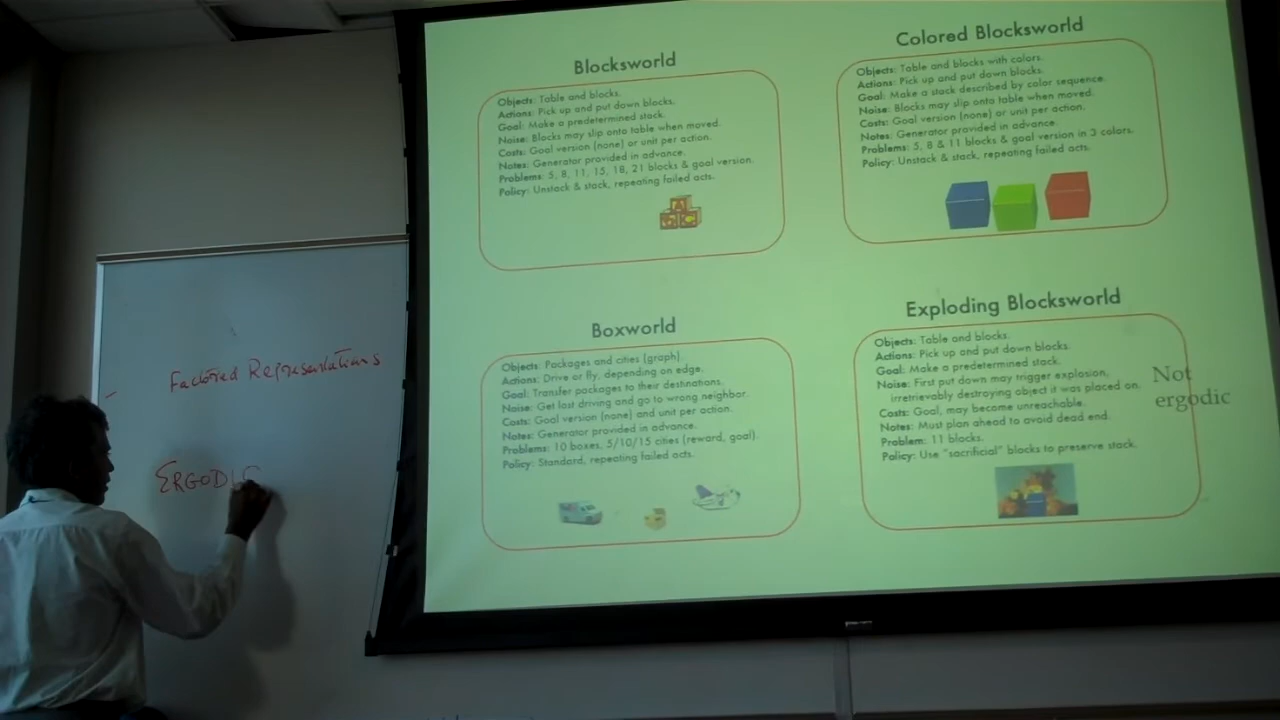 Blocksworld
Objects: Table and blocks.
Actions: Pick up and put down blocks.
Goal: Make a predetermined stack.
Noise: Blocks may slip onto table when moved.
Costs: Goal version (none) or unit per action.
Notes: Generator provided in advance.
Problems: 5, 8, 11, 15, 18, 21 blocks & goal version.
Policy: Unstack & stack, repeating failed acts.
Colored Blocksworld
Objects: Table and blocks with colors.
Actions: Pick up and put down blocks.
Goal: Make a stack described by color sequence.
Noise: Blocks may slip onto table when moved.
Costs: Goal version (none) or unit per action.
Notes: Generator provided in advance.
Problems: 5, 8 & 11 blocks & goal version in 3 colors.
Policy: Unstack & stack, repeating failed acts.
Boxworld
Objects: Packages and cities (graph).
Actions: Drive or fly, depending on edge.
Goal: Transfer packages to their destinations.
Noise: Get lost driving and go to wrong neighbor.
Costs: Goal version (none) and unit per action.
Notes: Generator provided in advance.
Problems: 10 boxes, 5/10/15 cities (reward, goal).
Policy: Standard, repeating failed acts.
Exploding Blocksworld
Objects: Table and blocks.
Actions: Pick up and put down blocks.
Goal: Make a predetermined stack.
Noise: First put down may trigger explosion,
irretrievably destroying object it was placed on.
Costs: Goal, may become unreachable.
Notes: Must plan ahead to avoid dead end.
Problem: 11 blocks.
Policy: Use "sacrificial" blocks to preserve stack.
Not
ergodic
Factored Representations
ERGODIC